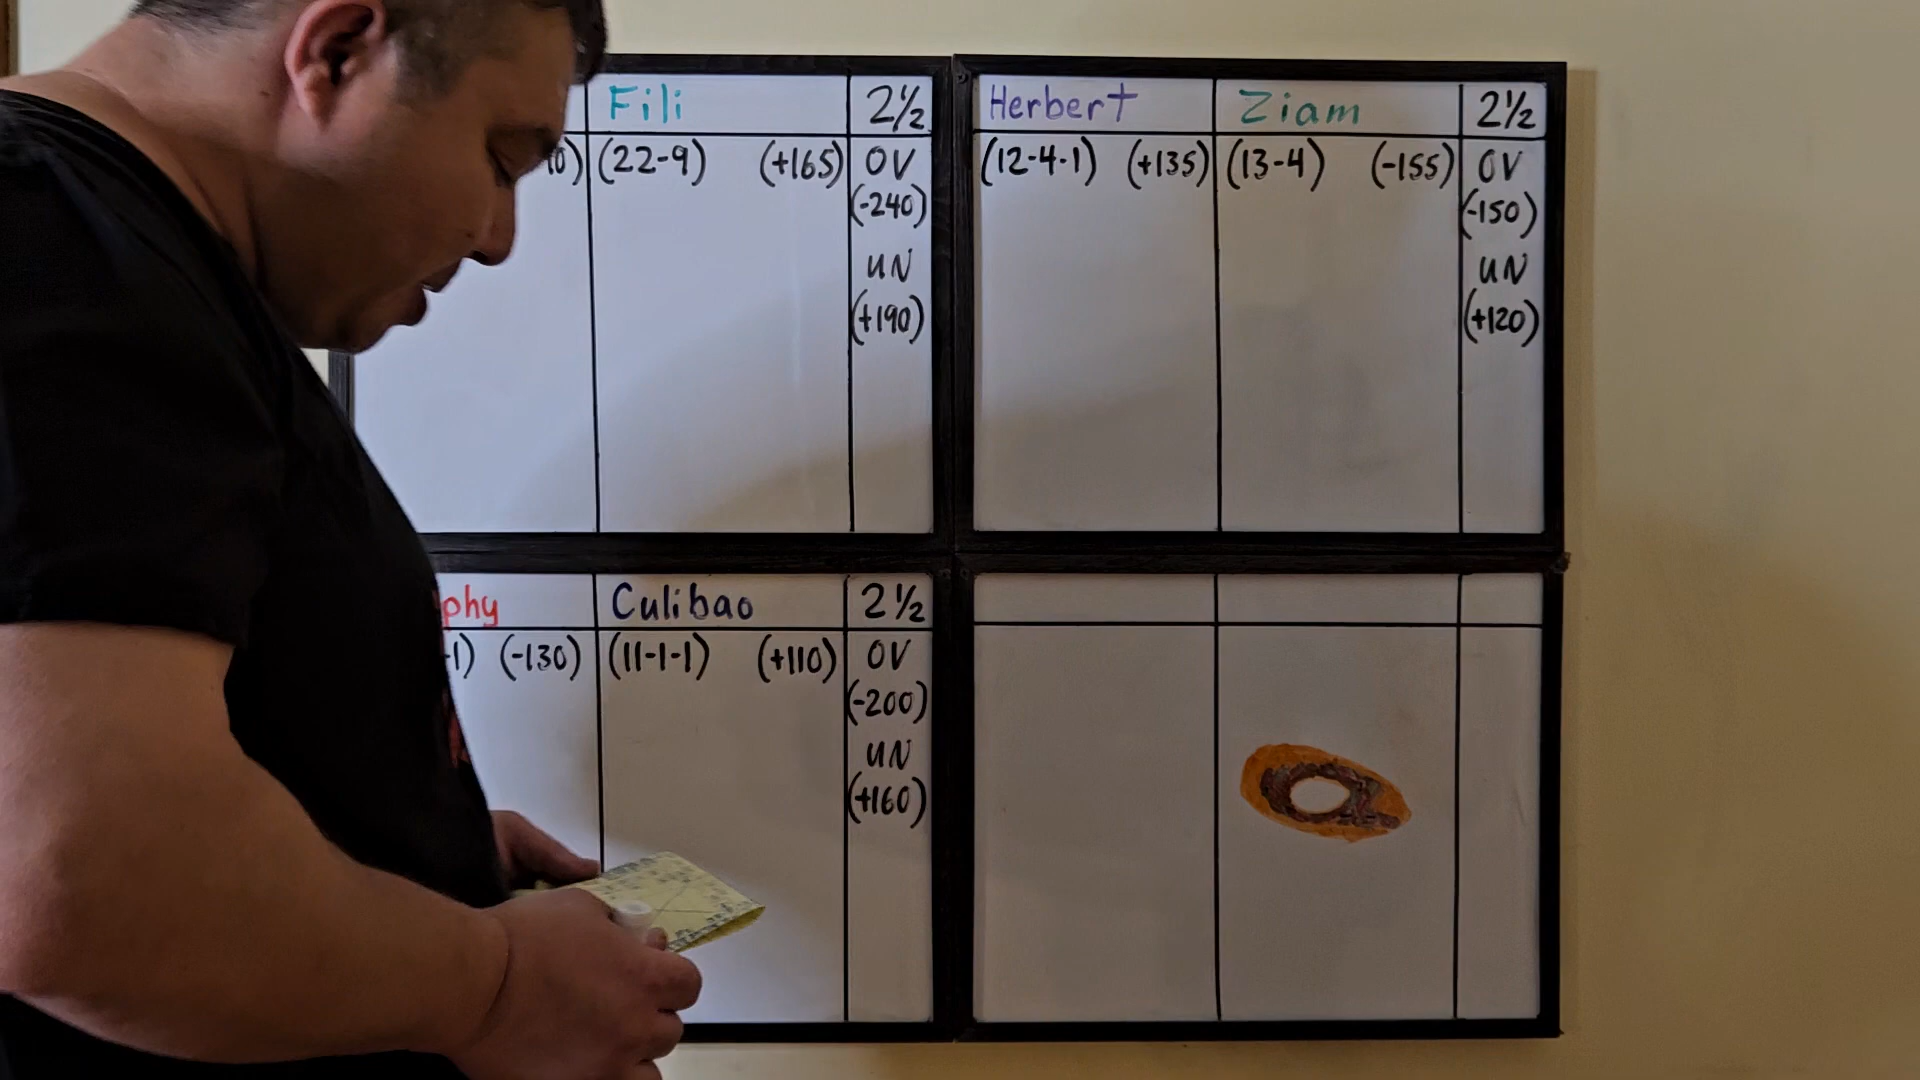 Fili 2½
(22-9) (+165) OV
(-240)
UN
(+190)
Herbert Ziam 2½
(12-4-1) (+135) (13-4) (-155) OV
(-150)
UN
(+120)
phy Culibao 2½
-1) (-130) (11-1-1) (+110) OV
(-200)
UN
(+160)